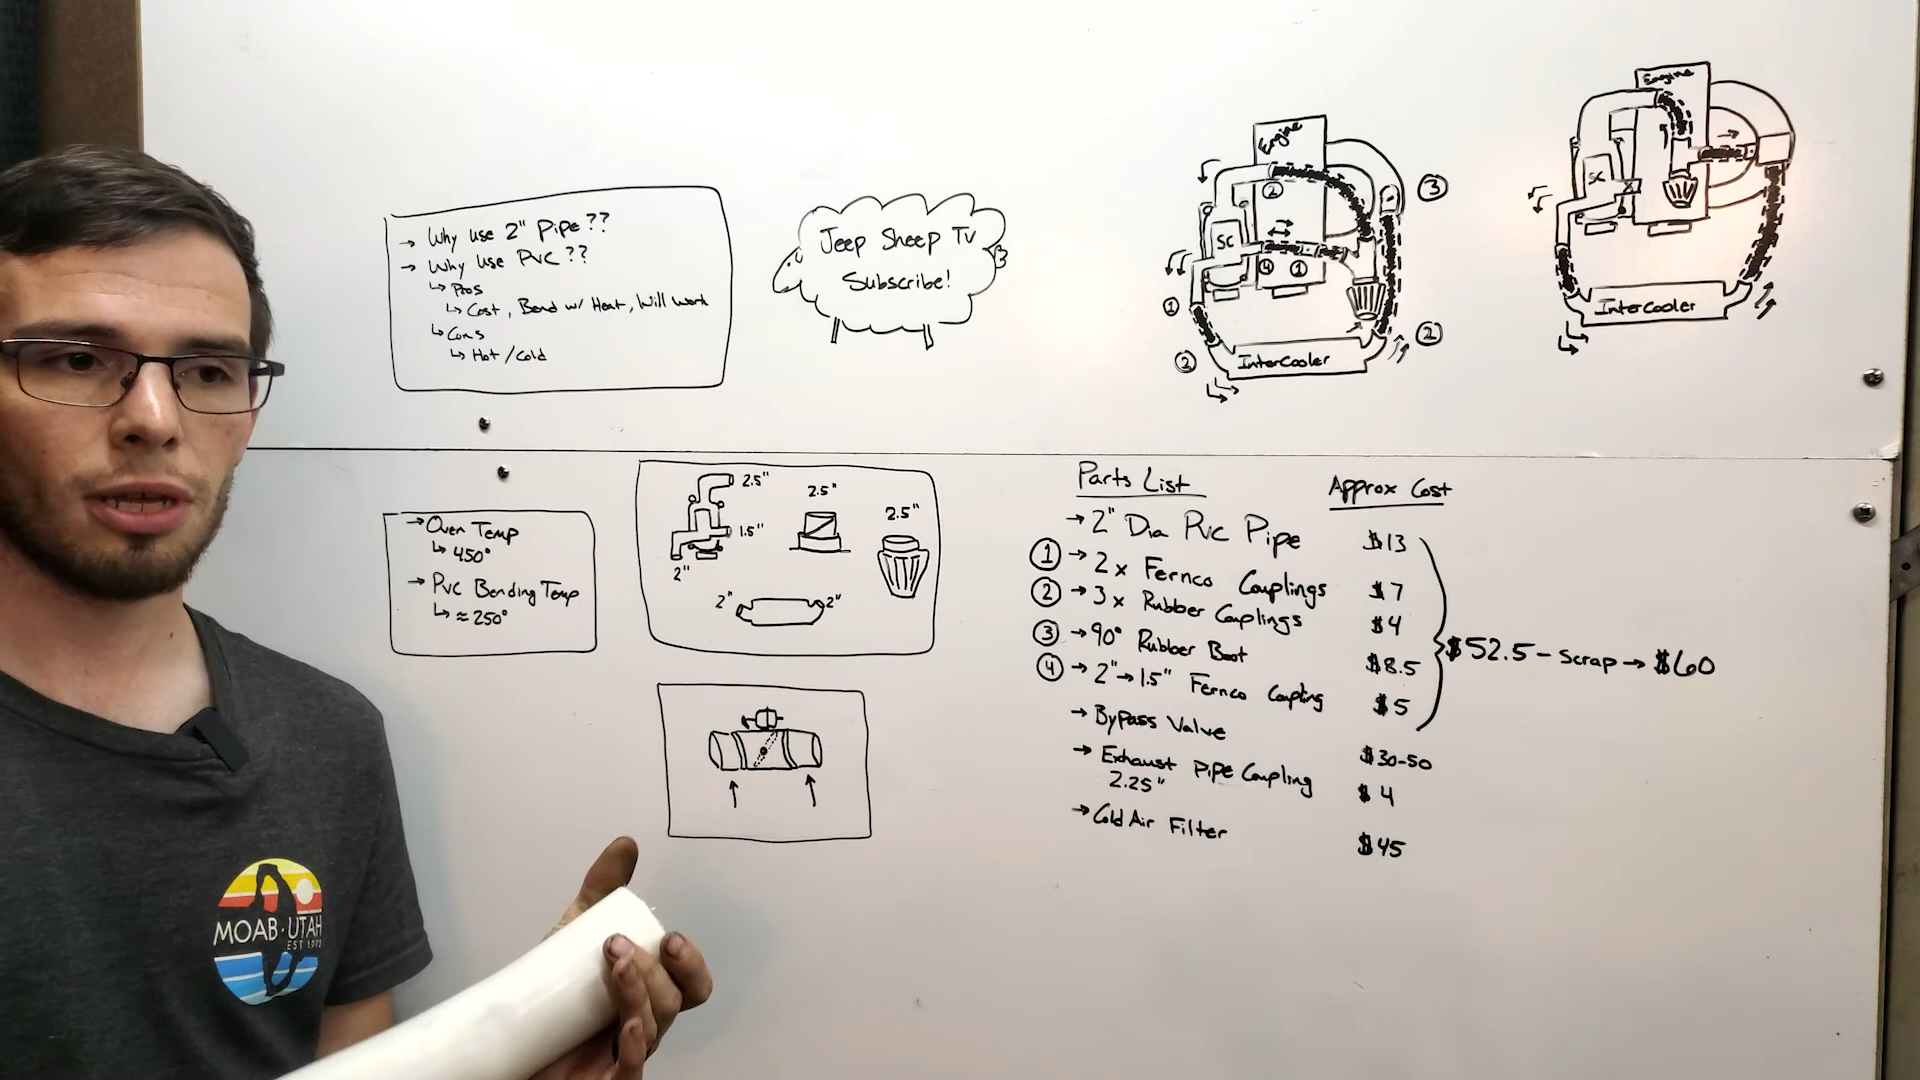 → Why use 2" Pipe??
→ Why use PVC??
↳ Pros
↳ Cost, Bend w/ Heat, Will Work
↳ Cons
↳ Hot/Cold
Jeep Sheep TV
Subscribe!
Engine
SC
②
③
④ ①
①
②
②
InterCooler
Engine
SC
InterCooler
→ Oven Temp
↳ 450°
→ PVC Bending Temp
↳ ≈ 250°
2.5"
1.5"
2"
2.5"
2.5"
2" 2"
Parts List Approx Cost
→ 2" Dia PVC Pipe $13
① → 2x Fernco Couplings $7
② → 3x Rubber Couplings $4
③ → 90° Rubber Boot $8.5
④ → 2" → 1.5" Fernco Coupling $5
$52.5 - Scrap → $60
→ Bypass Valve $30-50
→ Exhaust Pipe Coupling $4
2.25"
→ Cold Air Filter $45
MOAB·UTAH